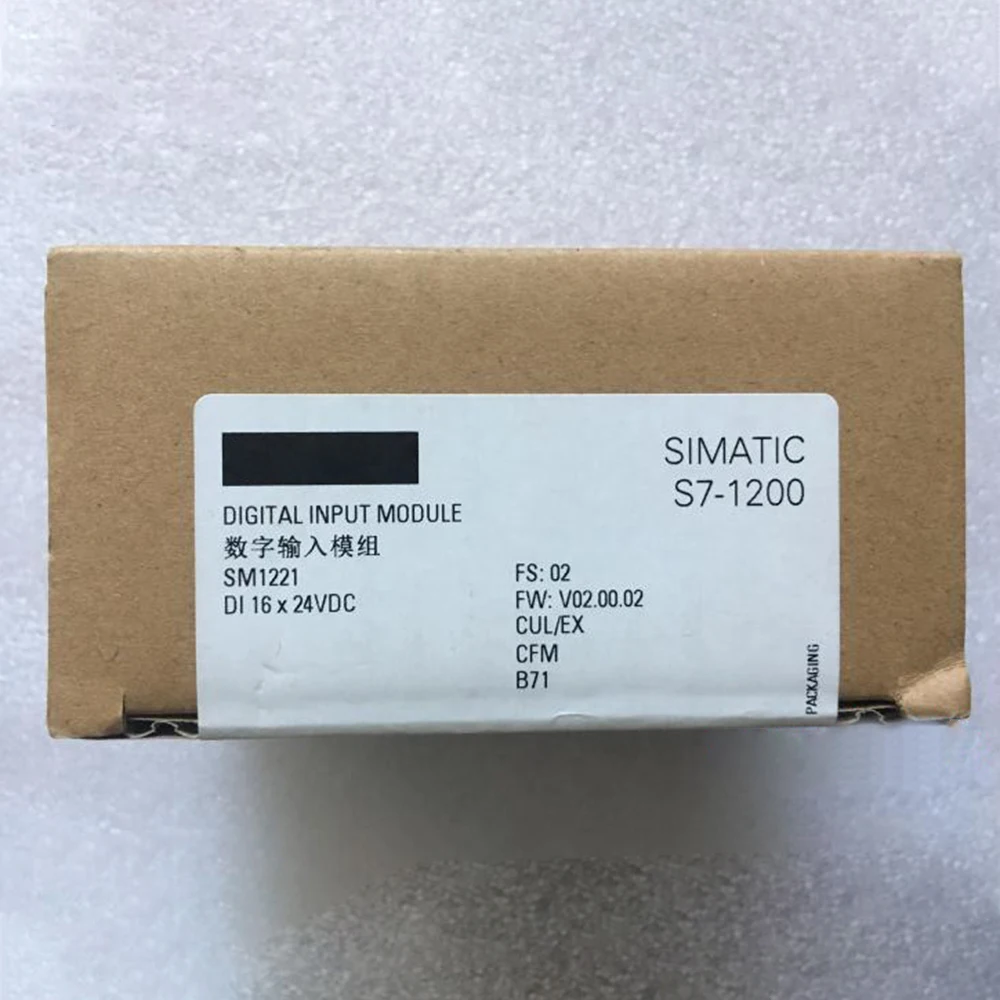 DIGITAL INPUT MODULE
数字输入模组
SM1221
DI 16 x 24VDC
SIMATIC
S7-1200
FS: 02
FW: V02.00.02
CUL/EX
CFM
B71
PACKAGING